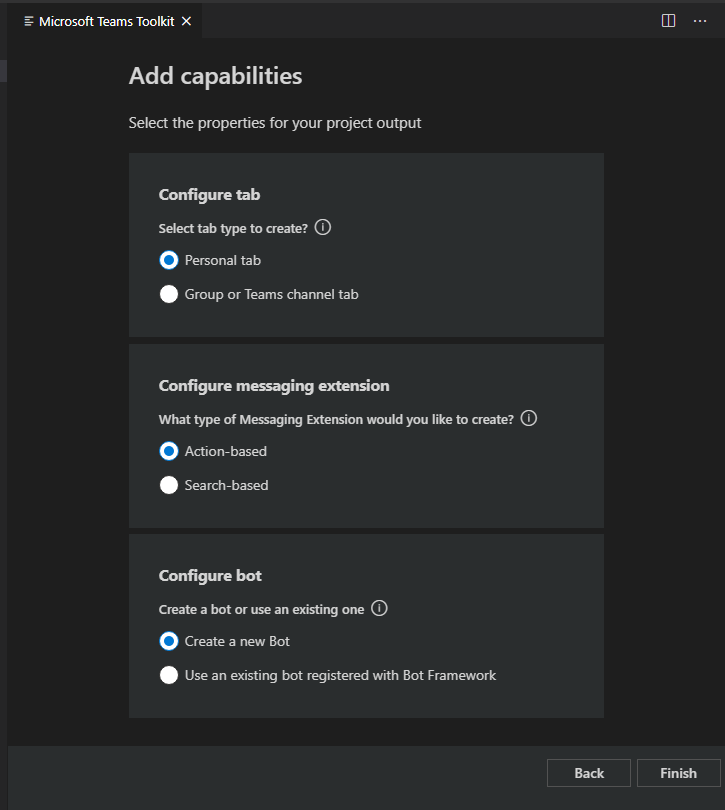 Microsoft Teams Toolkit
Add capabilities
Select the properties for your project output
Configure tab
Select tab type to create?
Personal tab
Group or Teams channel tab
Configure messaging extension
What type of Messaging Extension would you like to create?
Action-based
Search-based
Configure bot
Create a bot or use an existing one
Create a new Bot
Use an existing bot registered with Bot Framework
Back Finish